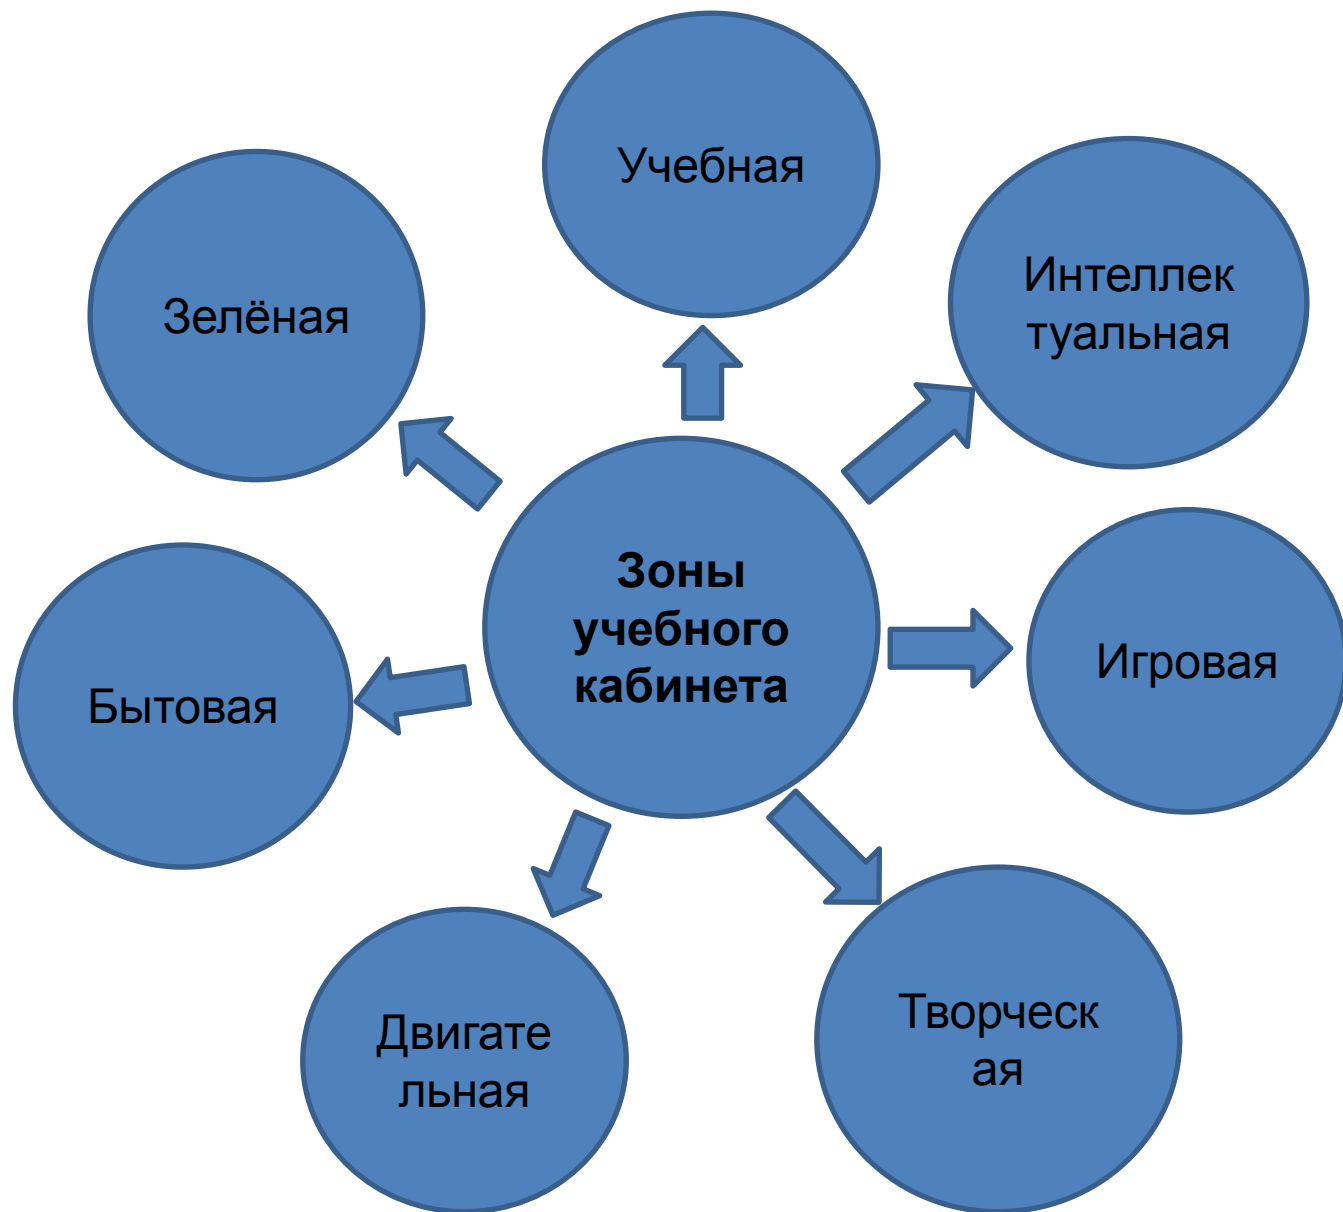 Учебная
Интеллек
туальная
Зелёная
Зоны
учебного
кабинета
Игровая
Бытовая
Творческ
ая
Двигате
льная